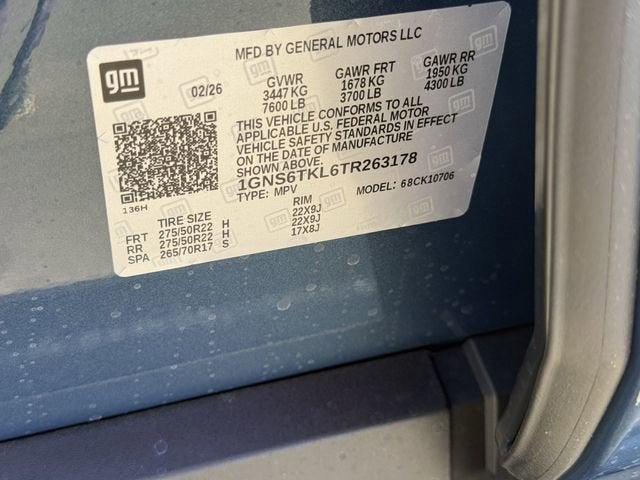 MFD BY GENERAL MOTORS LLC
gm
02/26
GVWR GAWR FRT GAWR RR
3447 KG 1678 KG 1950 KG
7600 LB 3700 LB 4300 LB
THIS VEHICLE CONFORMS TO ALL
APPLICABLE U.S. FEDERAL MOTOR
VEHICLE SAFETY STANDARDS IN EFFECT
ON THE DATE OF MANUFACTURE
SHOWN ABOVE.
1GNS6TKL6TR263178
TYPE: MPV MODEL: 68CK10706
136H
TIRE SIZE RIM
FRT 275/50R22 H 22X9J
RR 275/50R22 H 22X9J
SPA 265/70R17 S 17X8J